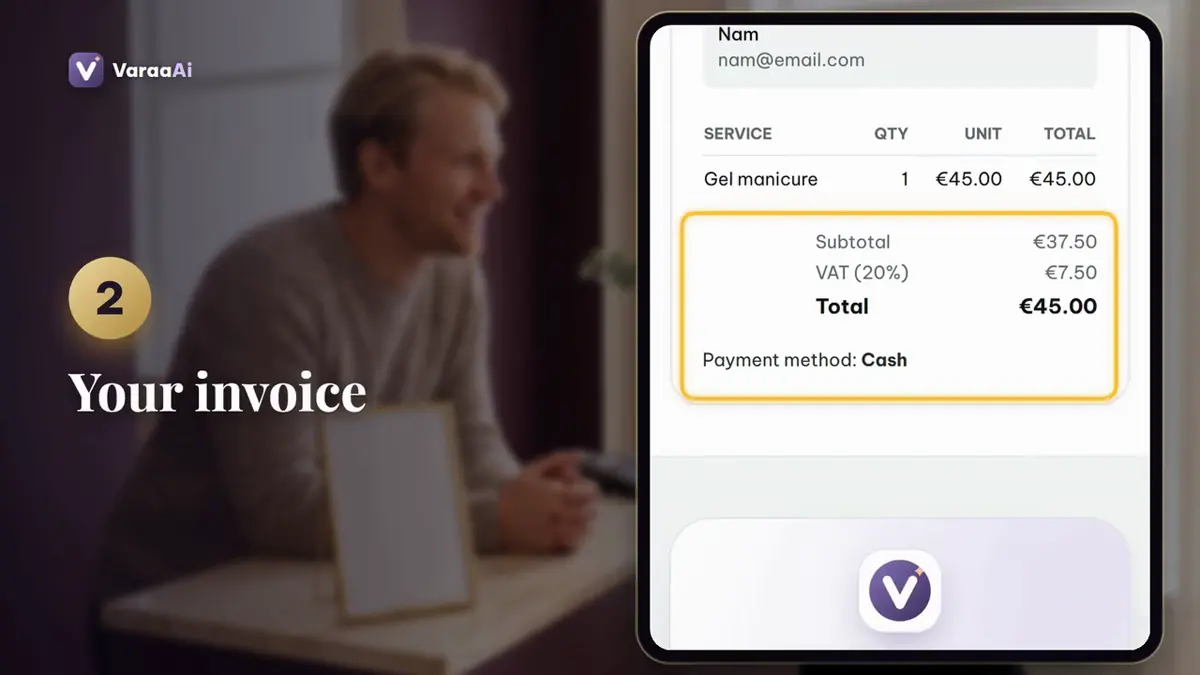 VaraaAi
2
Your invoice
Nam
nam@email.com
SERVICE QTY UNIT TOTAL
Gel manicure 1 €45.00 €45.00
Subtotal €37.50
VAT (20%) €7.50
Total €45.00
Payment method: Cash
V